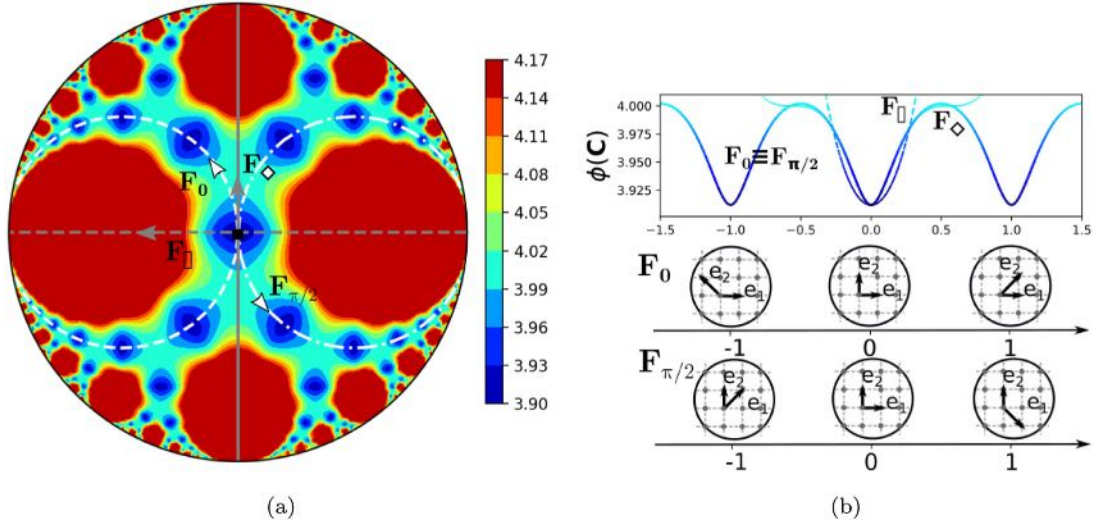 4.17
4.14
4.11
4.08
4.05
4.02
3.99
3.96
3.93
3.90
F◇
F₀
F▯
Fπ/2
(a)
4.000
3.975
3.950
3.925
ϕ(C)
F▯
F◇
F₀≡Fπ/2
−1.5 −1.0 −0.5 0.0 0.5 1.0 1.5
F₀
e₂ e₁
e₂ e₁
e₂ e₁
-1 0 1
Fπ/2
e₂ e₁
e₂ e₁
e₂ e₁
-1 0 1
(b)